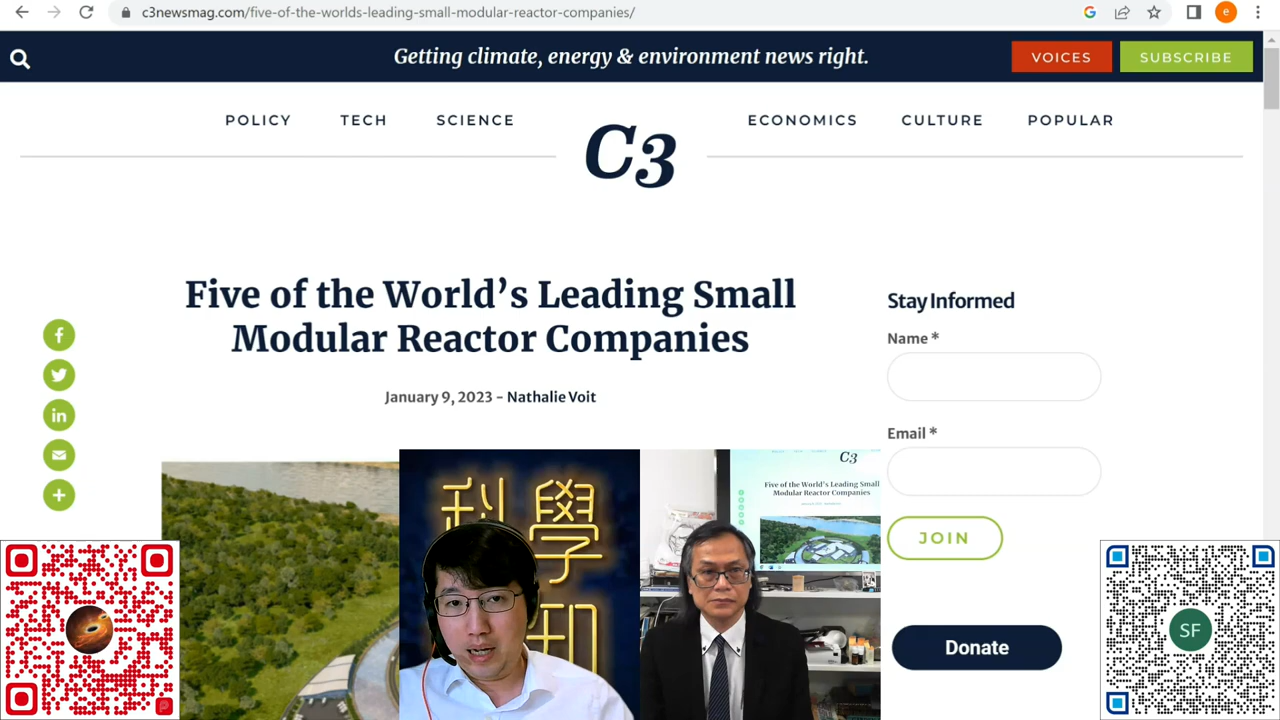 c3newsmag.com/five-of-the-worlds-leading-small-modular-reactor-companies/
e
Getting climate, energy & environment news right.
VOICES
SUBSCRIBE
POLICY
TECH
SCIENCE
C3
ECONOMICS
CULTURE
POPULAR
Five of the World’s Leading Small
Modular Reactor Companies
January 9, 2023 – Nathalie Voit
Stay Informed
Name *
Email *
JOIN
Donate
科學
C3
Five of the World's Leading Small
Modular Reactor Companies
SF